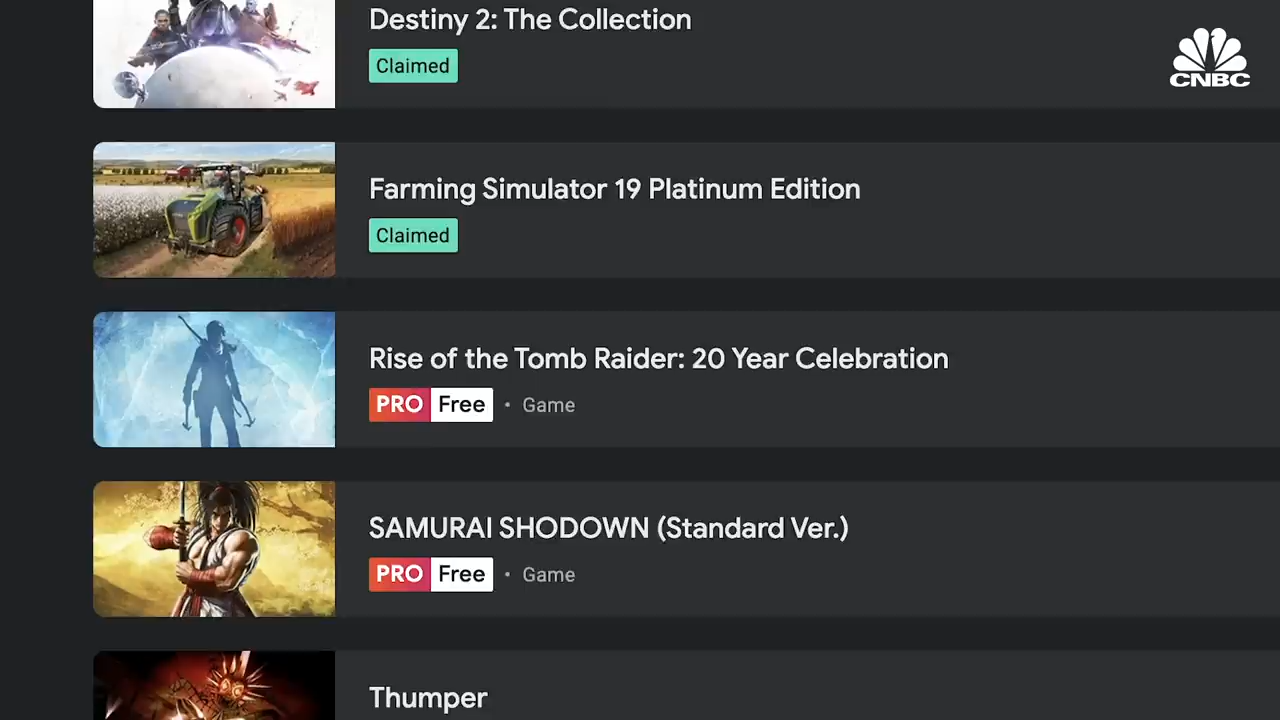 Destiny 2: The Collection
Claimed
CNBC
Farming Simulator 19 Platinum Edition
Claimed
Rise of the Tomb Raider: 20 Year Celebration
PRO Free • Game
SAMURAI SHODOWN (Standard Ver.)
PRO Free • Game
Thumper